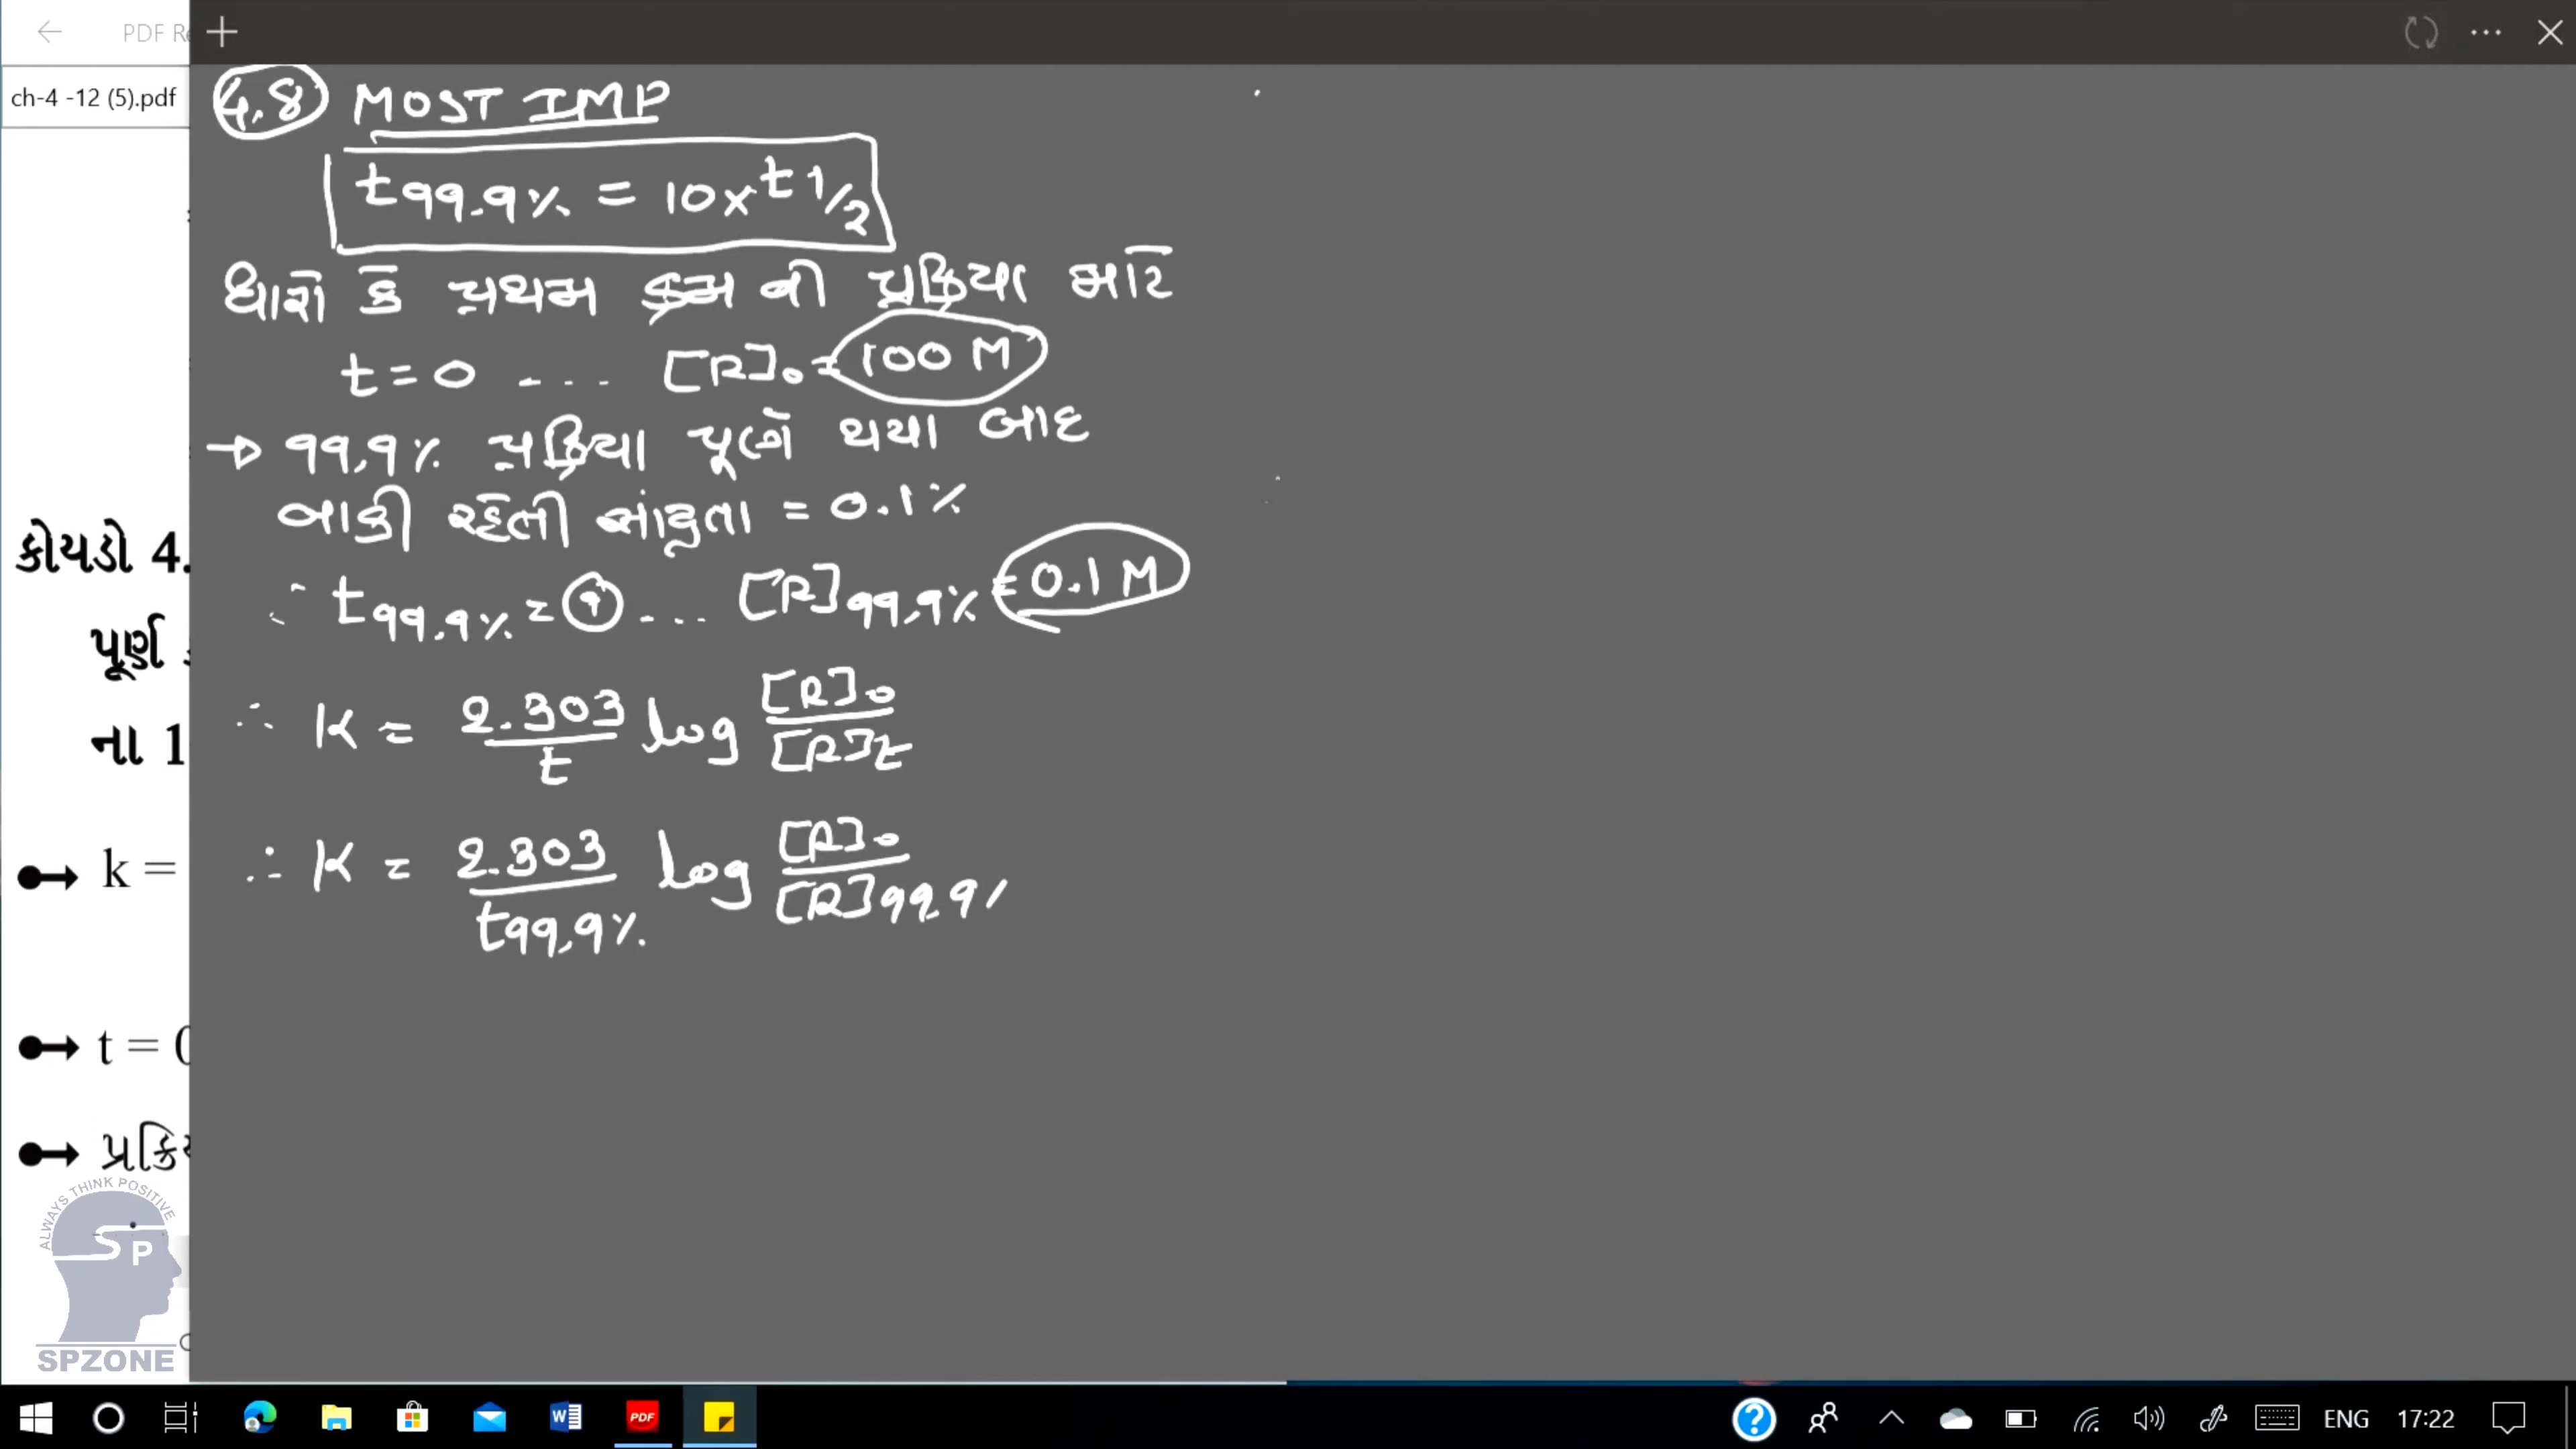 PDF Re
ch-4 -12 (5).pdf
4.8 MOST IMP
t99.9% = 10 x t1/2
ધારો કે પ્રથમ ક્રમ ની પ્રક્રિયા માટે
t = 0 .... [R]0 = 100 M
→ 99.9% પ્રક્રિયા પૂર્ણ થયા બાદ
બાકી રહેલી સાંદ્રતા = 0.1%
∴ t99.9% = ? .... [R]99.9% = 0.1 M
∴ K = 2.303/t log [R]0/[R]t
∴ K = 2.303/t99.9% log [R]0/[R]99.9%
કોયડો 4.
પૂર્ણ
ના 1
k =
t = 0
પ્રક્રિ
ALWAYS THINK POSITIVE
SP
SPZONE
PDF
ENG 17:22